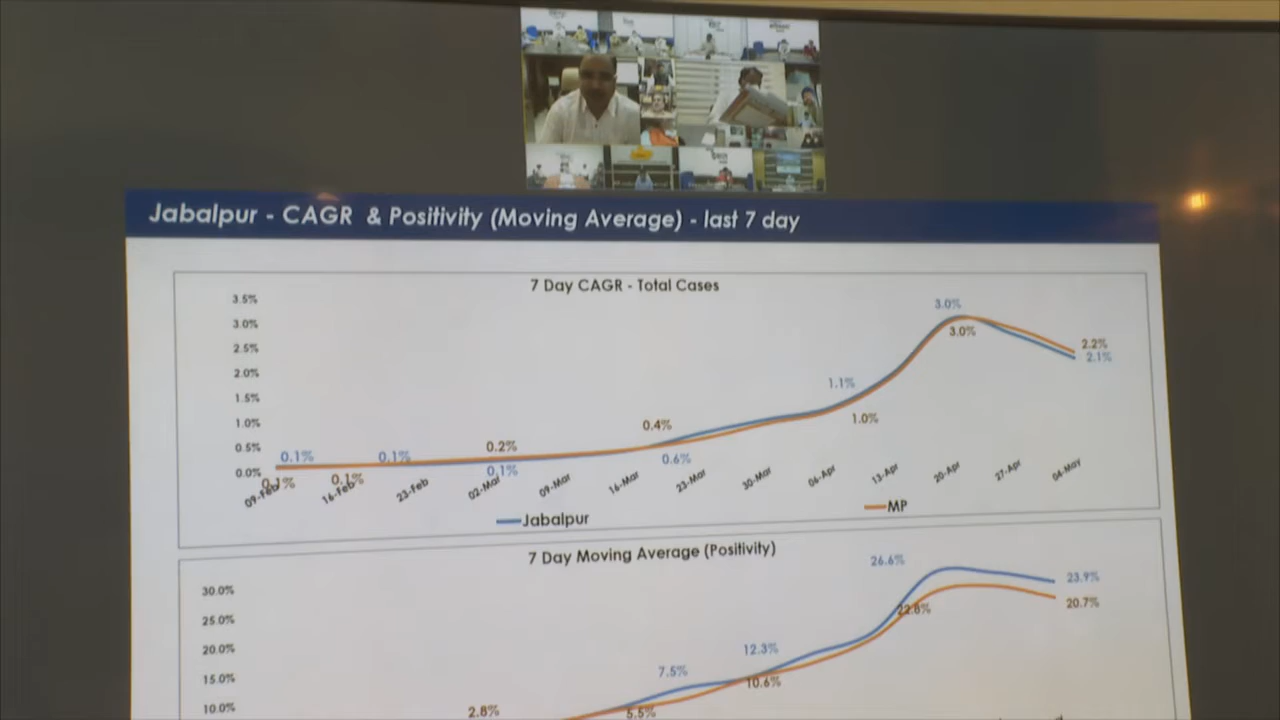 Jabalpur - CAGR & Positivity (Moving Average) - last 7 day
7 Day CAGR - Total Cases
3.5%
3.0%
2.5%
2.0%
1.5%
1.0%
0.5%
0.0%
0.1%
0.1%
0.2%
0.4%
1.1%
3.0%
3.0%
2.2%
2.1%
1.0%
0.6%
0.1%
0.1%
0.1%
09-Feb
16-Feb
23-Feb
02-Mar
09-Mar
16-Mar
23-Mar
30-Mar
06-Apr
13-Apr
20-Apr
27-Apr
04-May
Jabalpur
MP
7 Day Moving Average (Positivity)
30.0%
25.0%
20.0%
15.0%
10.0%
26.6%
23.9%
22.8%
20.7%
12.3%
7.5%
10.6%
2.8%
5.5%